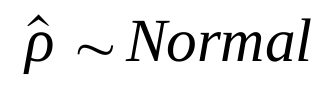 ρ̂ ~ Normal